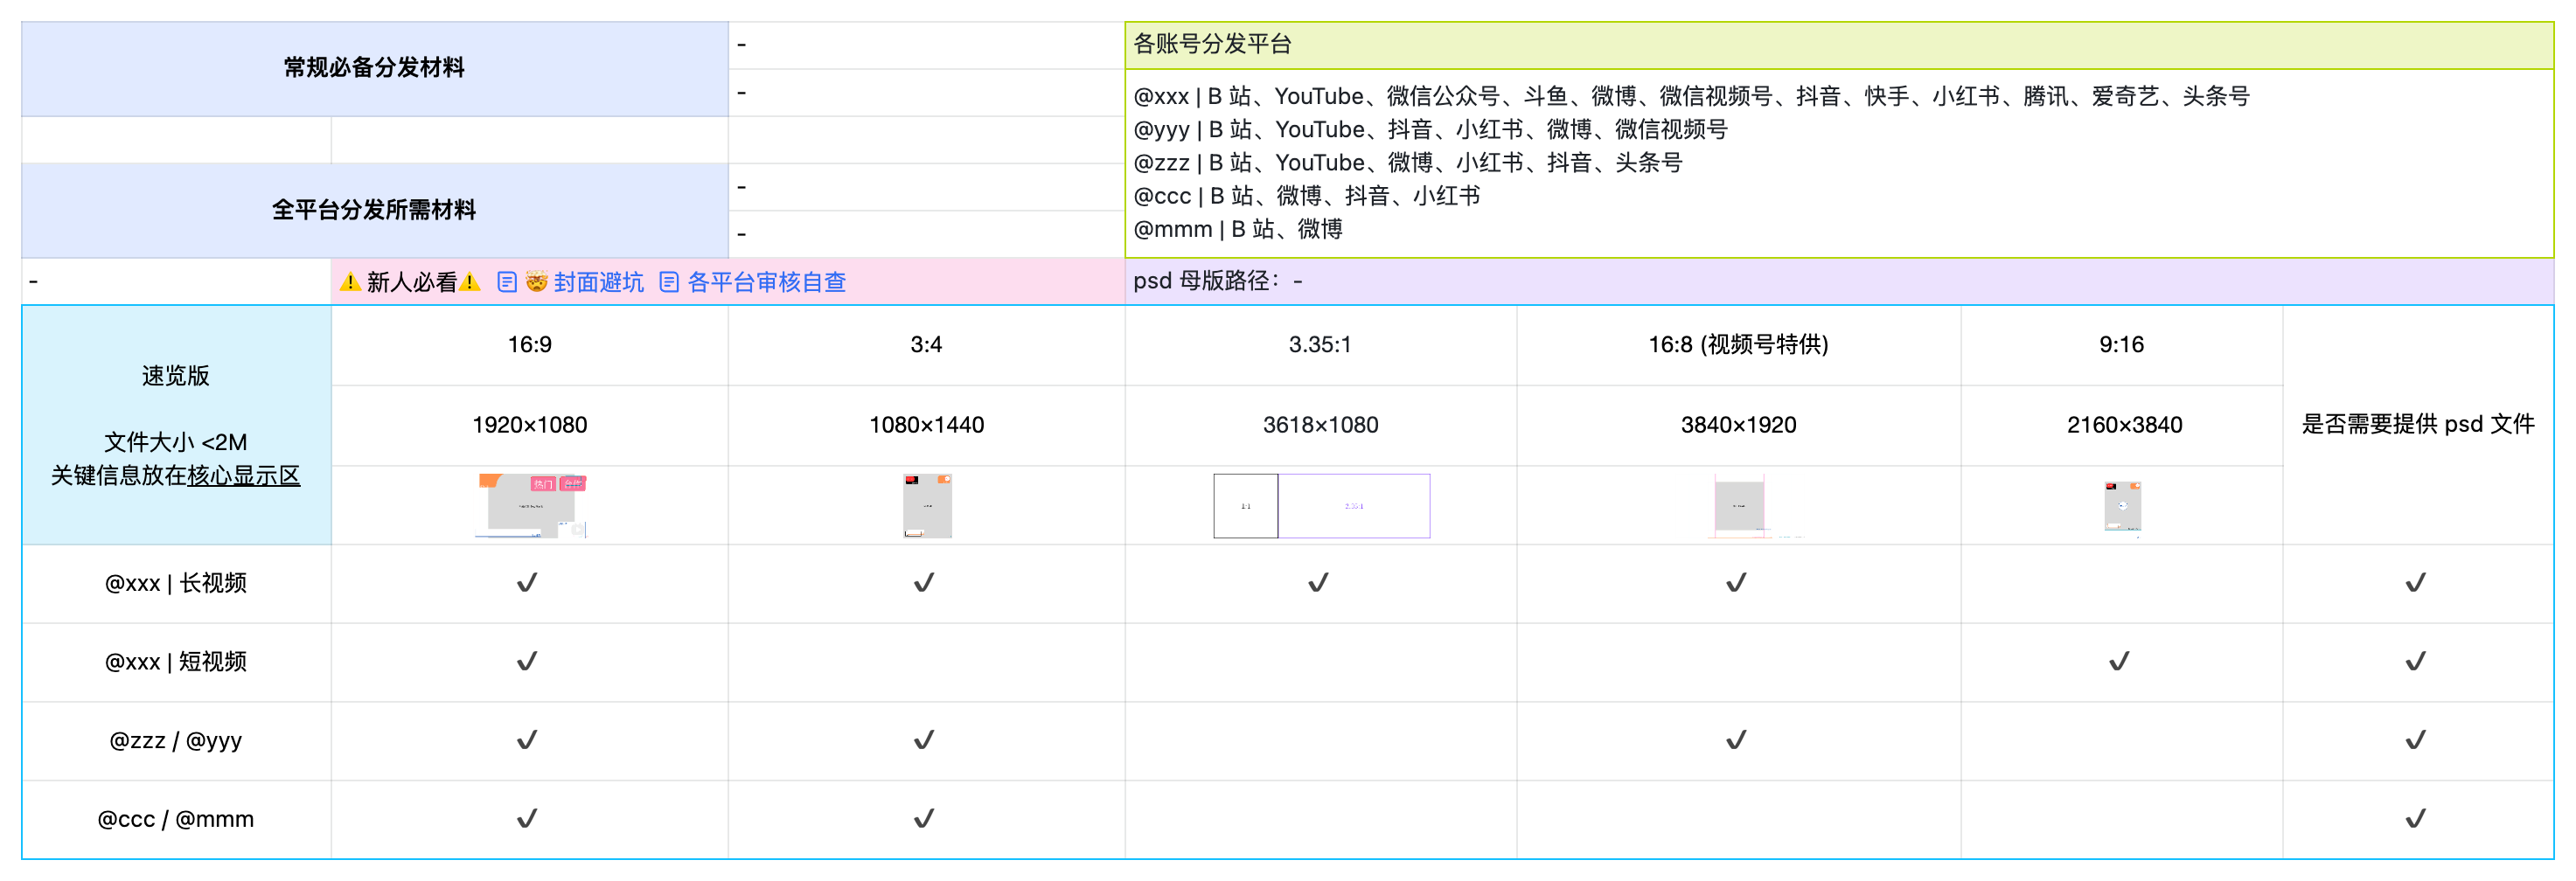 常规必备分发材料
-
-
各账号分发平台
@xxx | B 站、YouTube、微信公众号、斗鱼、微博、微信视频号、抖音、快手、小红书、腾讯、爱奇艺、头条号
@yyy | B 站、YouTube、抖音、小红书、微博、微信视频号
@zzz | B 站、YouTube、微博、小红书、抖音、头条号
@ccc | B 站、微博、抖音、小红书
@mmm | B 站、微博
全平台分发所需材料
-
-
-
⚠️ 新人必看⚠️ 🤯 封面避坑 各平台审核自查
psd 母版路径：-
速览版
文件大小 <2M
关键信息放在核心显示区
16:9
3:4
3.35:1
16:8 (视频号特供)
9:16
是否需要提供 psd 文件
1920×1080
1080×1440
3618×1080
3840×1920
2160×3840
热门
1:1
2.35:1
@xxx | 长视频 ✓ ✓ ✓ ✓ ✓
@xxx | 短视频 ✓ ✓ ✓
@zzz / @yyy ✓ ✓ ✓ ✓
@ccc / @mmm ✓ ✓ ✓